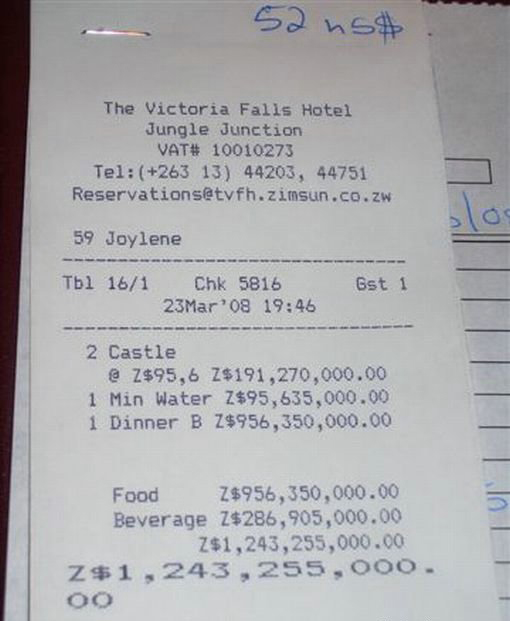 52 us$
The Victoria Falls Hotel
Jungle Junction
VAT# 10010273
Tel:(+263 13) 44203, 44751
Reservations@tvfh.zimsun.co.zw
59 Joylene
Tbl 16/1 Chk 5816 Gst 1
23Mar'08 19:46
2 Castle
@ Z$95,6 Z$191,270,000.00
1 Min Water Z$95,635,000.00
1 Dinner B Z$956,350,000.00
Food Z$956,350,000.00
Beverage Z$286,905,000.00
Z$1,243,255,000.00
Z$1,243,255,000.
00